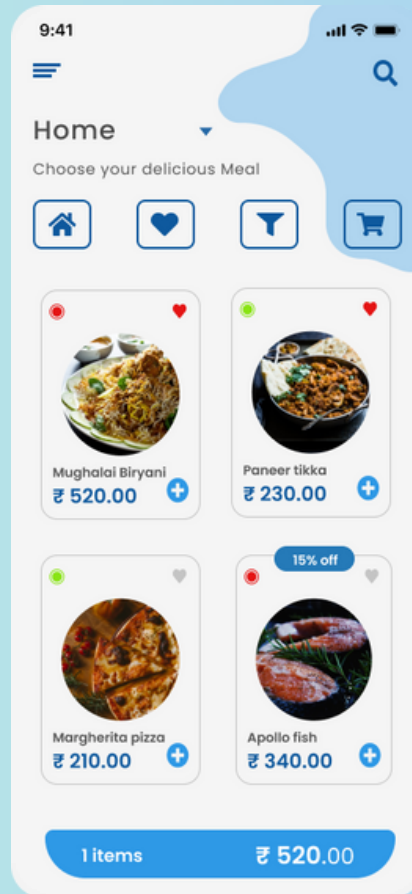 9:41
Home
Choose your delicious Meal
Mughalai Biryani
₹ 520.00
Paneer tikka
₹ 230.00
15% off
Margherita pizza
₹ 210.00
Apollo fish
₹ 340.00
1 items ₹ 520.00